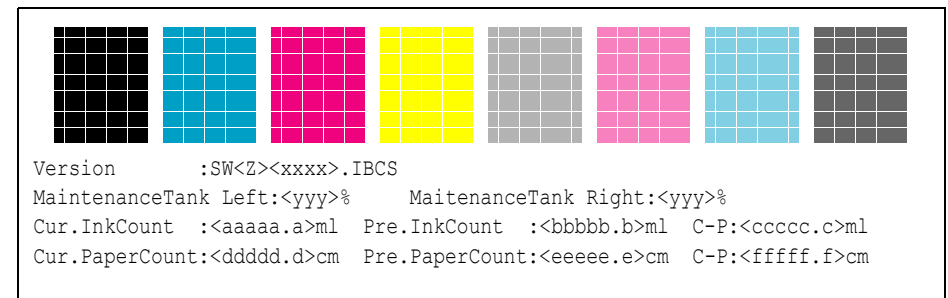 Version :SW<Z><xxxx>.IBCS
MaintenanceTank Left:<yyy>% MaitenanceTank Right:<yyy>%
Cur.InkCount :<aaaaa.a>ml Pre.InkCount :<bbbbb.b>ml C-P:<ccccc.c>ml
Cur.PaperCount:<ddddd.d>cm Pre.PaperCount:<eeeee.e>cm C-P:<fffff.f>cm